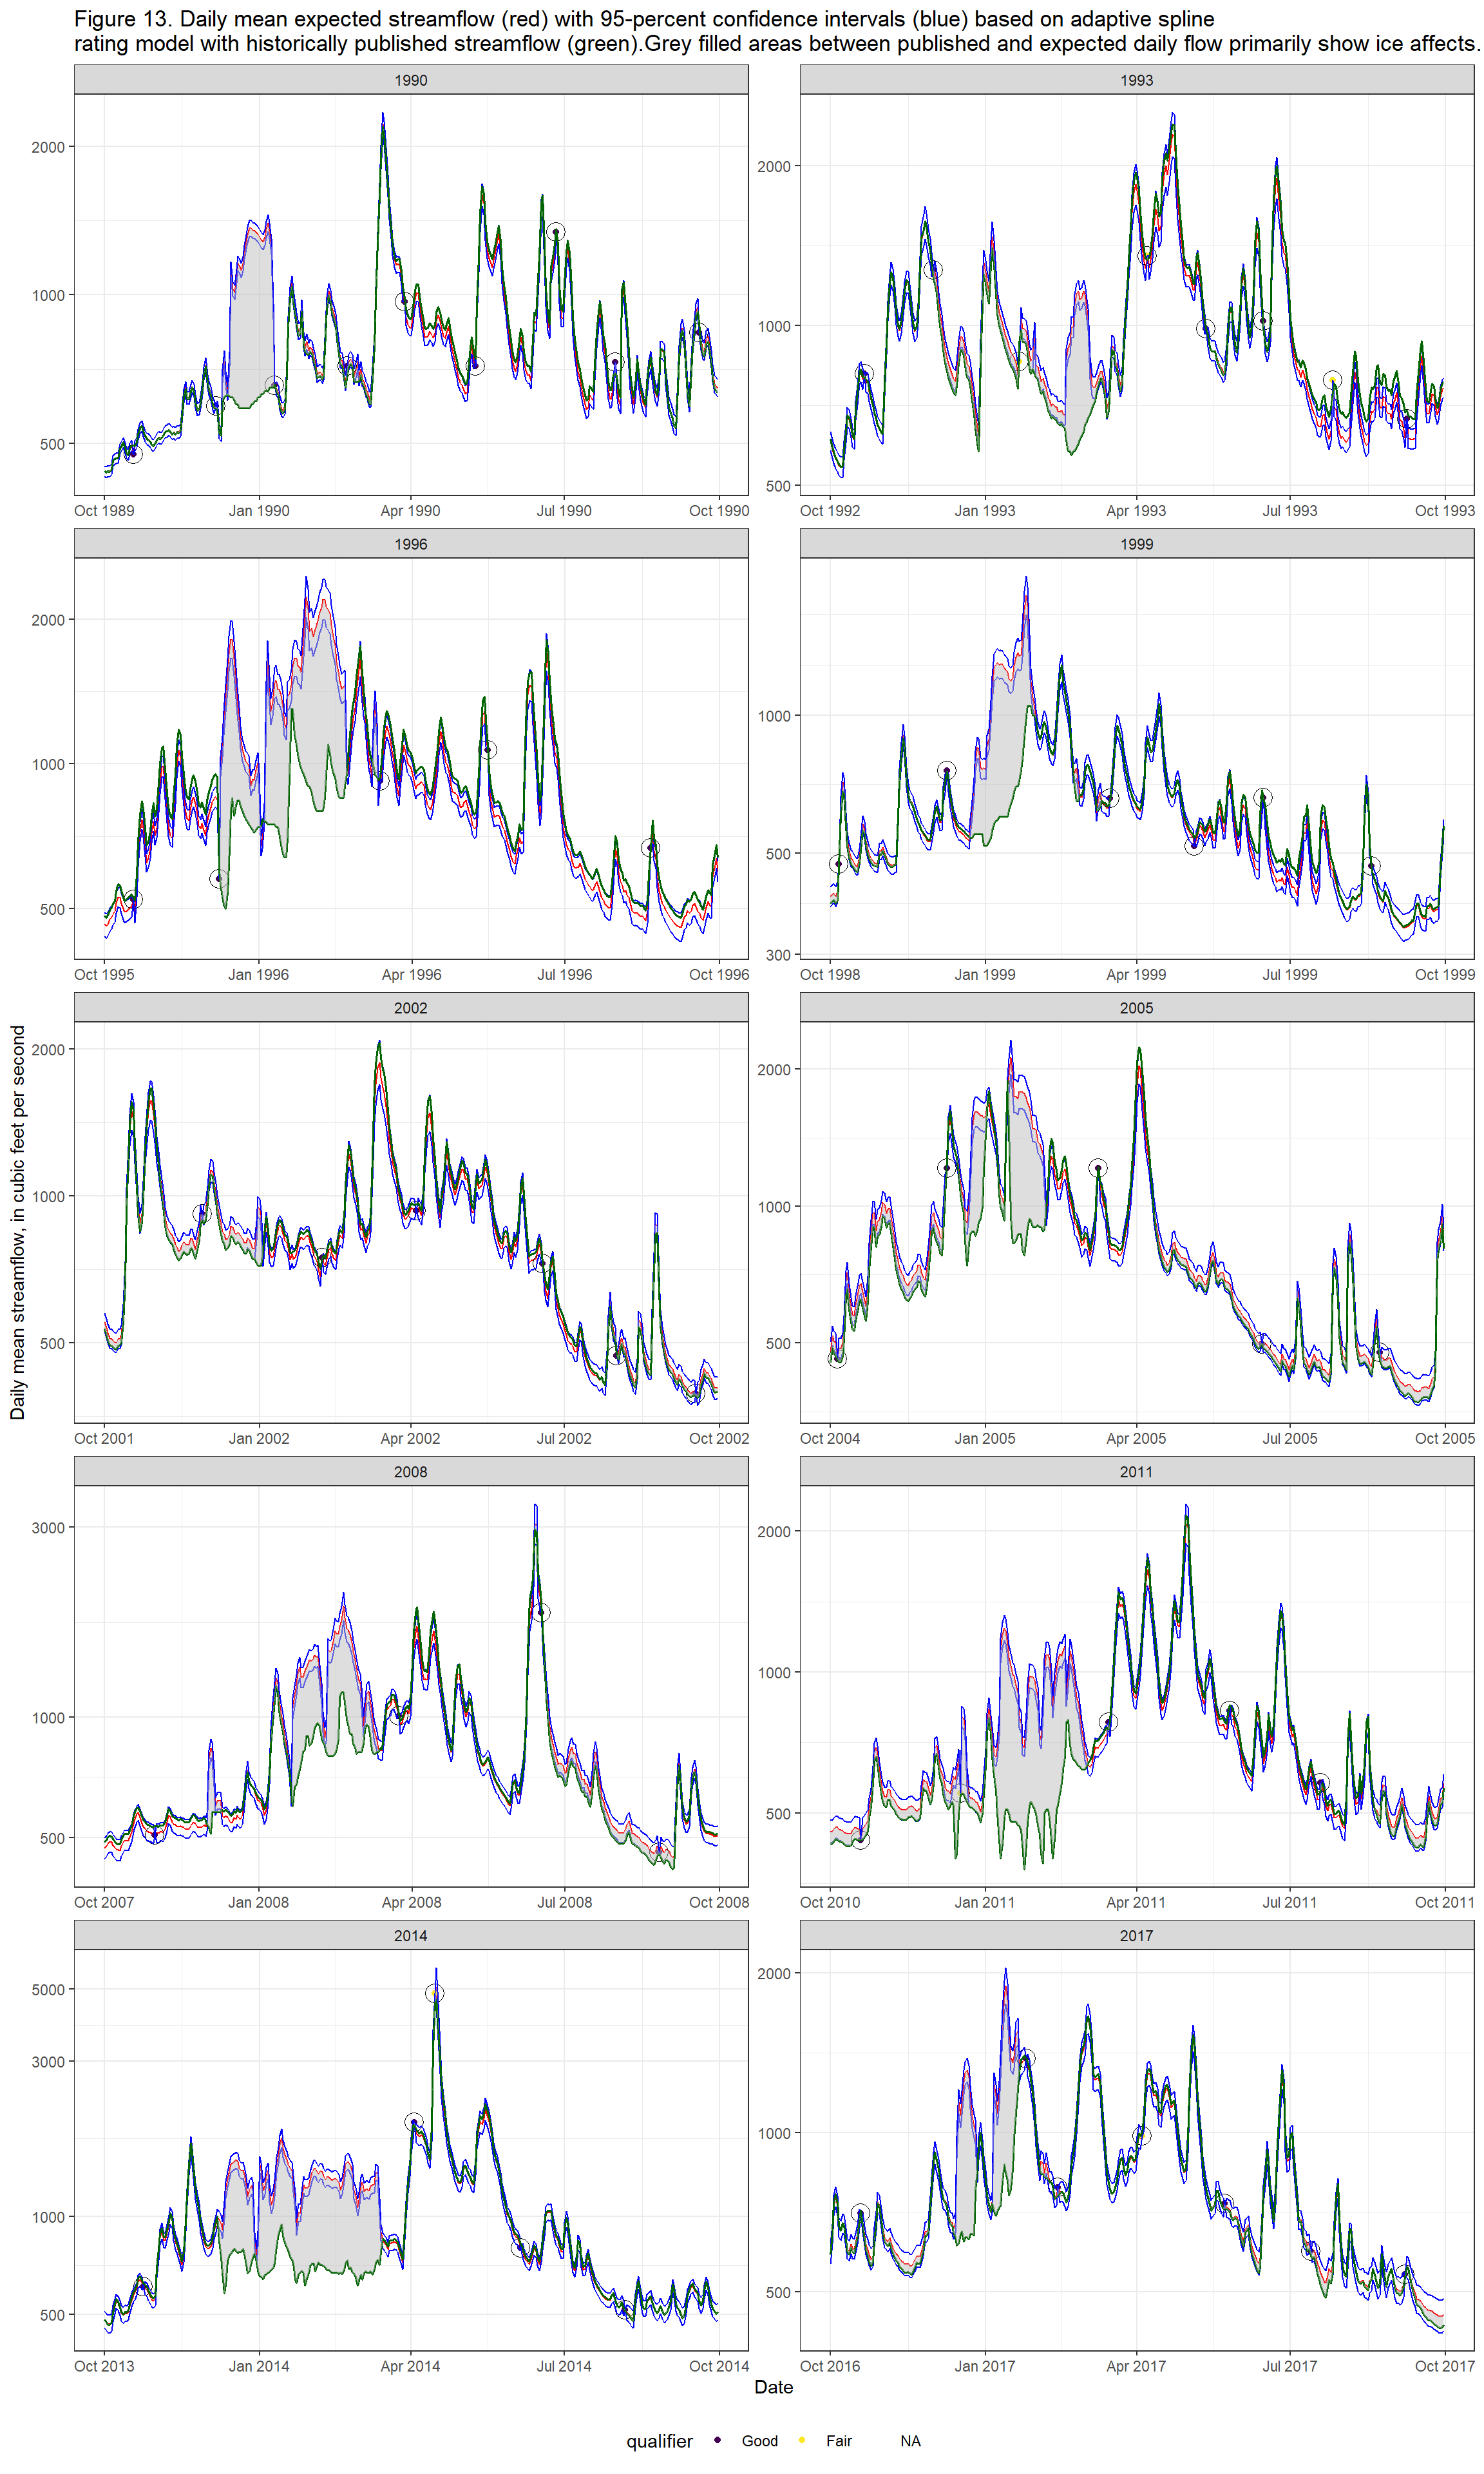 Figure 13. Daily mean expected streamflow (red) with 95-percent confidence intervals (blue) based on adaptive spline
rating model with historically published streamflow (green).Grey filled areas between published and expected daily flow primarily show ice affects.
1990
2000
1000
500
Oct 1989 Jan 1990 Apr 1990 Jul 1990 Oct 1990
1993
2000
1000
500
Oct 1992 Jan 1993 Apr 1993 Jul 1993 Oct 1993
1996
2000
1000
500
Oct 1995 Jan 1996 Apr 1996 Jul 1996 Oct 1996
1999
1000
500
300
Oct 1998 Jan 1999 Apr 1999 Jul 1999 Oct 1999
Daily mean streamflow, in cubic feet per second
2002
2000
1000
500
Oct 2001 Jan 2002 Apr 2002 Jul 2002 Oct 2002
2005
2000
1000
500
Oct 2004 Jan 2005 Apr 2005 Jul 2005 Oct 2005
2008
3000
1000
500
Oct 2007 Jan 2008 Apr 2008 Jul 2008 Oct 2008
2011
2000
1000
500
Oct 2010 Jan 2011 Apr 2011 Jul 2011 Oct 2011
2014
5000
3000
1000
500
Oct 2013 Jan 2014 Apr 2014 Jul 2014 Oct 2014
2017
2000
1000
500
Oct 2016 Jan 2017 Apr 2017 Jul 2017 Oct 2017
Date
qualifier Good Fair NA